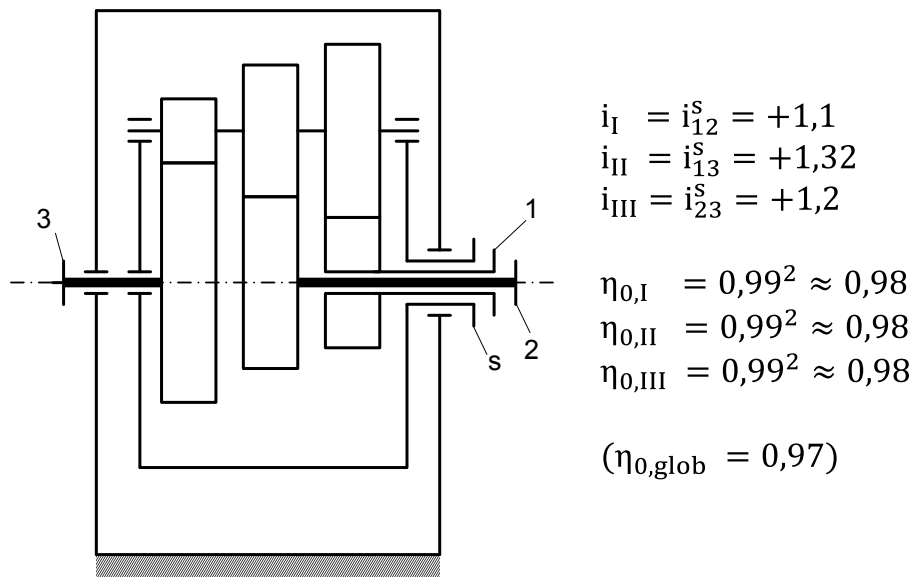 3
1
2
s
i_I = i^s_12 = +1,1
i_II = i^s_13 = +1,32
i_III = i^s_23 = +1,2
η_0,I = 0,99² ≈ 0,98
η_0,II = 0,99² ≈ 0,98
η_0,III = 0,99² ≈ 0,98
(η_0,glob = 0,97)